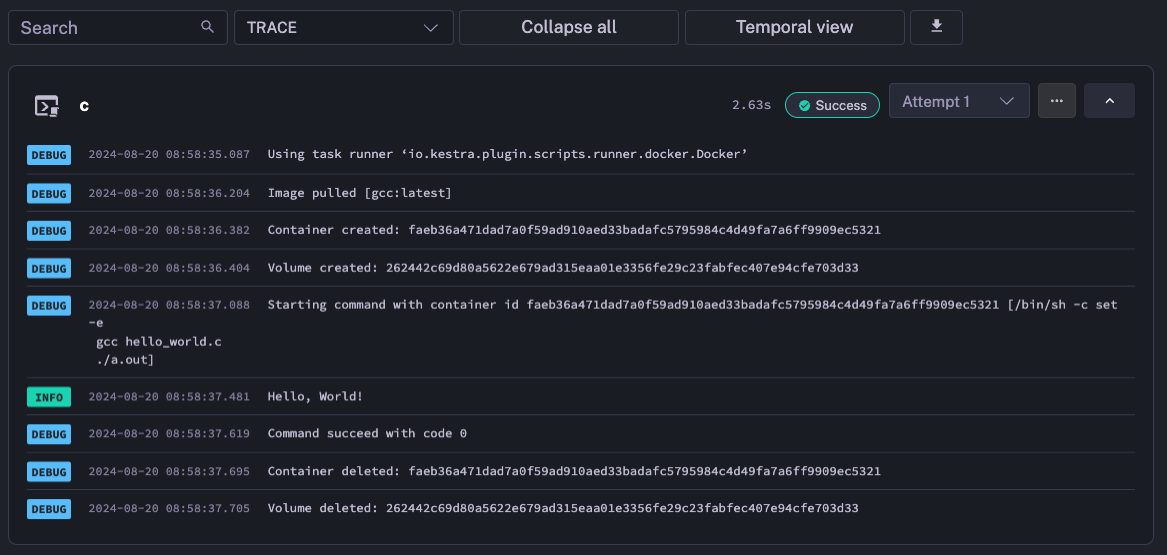 Search TRACE Collapse all Temporal view
c 2.63s Success Attempt 1 ...
DEBUG 2024-08-20 08:58:35.087 Using task runner ‘io.kestra.plugin.scripts.runner.docker.Docker’
DEBUG 2024-08-20 08:58:36.204 Image pulled [gcc:latest]
DEBUG 2024-08-20 08:58:36.382 Container created: faeb36a471dad7a0f59ad910aed33badafc5795984c4d49fa7a6ff9909ec5321
DEBUG 2024-08-20 08:58:36.404 Volume created: 262442c69d80a5622e679ad315eaa01e3356fe29c23fabfec407e94cfe703d33
DEBUG 2024-08-20 08:58:37.088 Starting command with container id faeb36a471dad7a0f59ad910aed33badafc5795984c4d49fa7a6ff9909ec5321 [/bin/sh -c set
-e
gcc hello_world.c
./a.out]
INFO 2024-08-20 08:58:37.481 Hello, World!
DEBUG 2024-08-20 08:58:37.619 Command succeed with code 0
DEBUG 2024-08-20 08:58:37.695 Container deleted: faeb36a471dad7a0f59ad910aed33badafc5795984c4d49fa7a6ff9909ec5321
DEBUG 2024-08-20 08:58:37.705 Volume deleted: 262442c69d80a5622e679ad315eaa01e3356fe29c23fabfec407e94cfe703d33